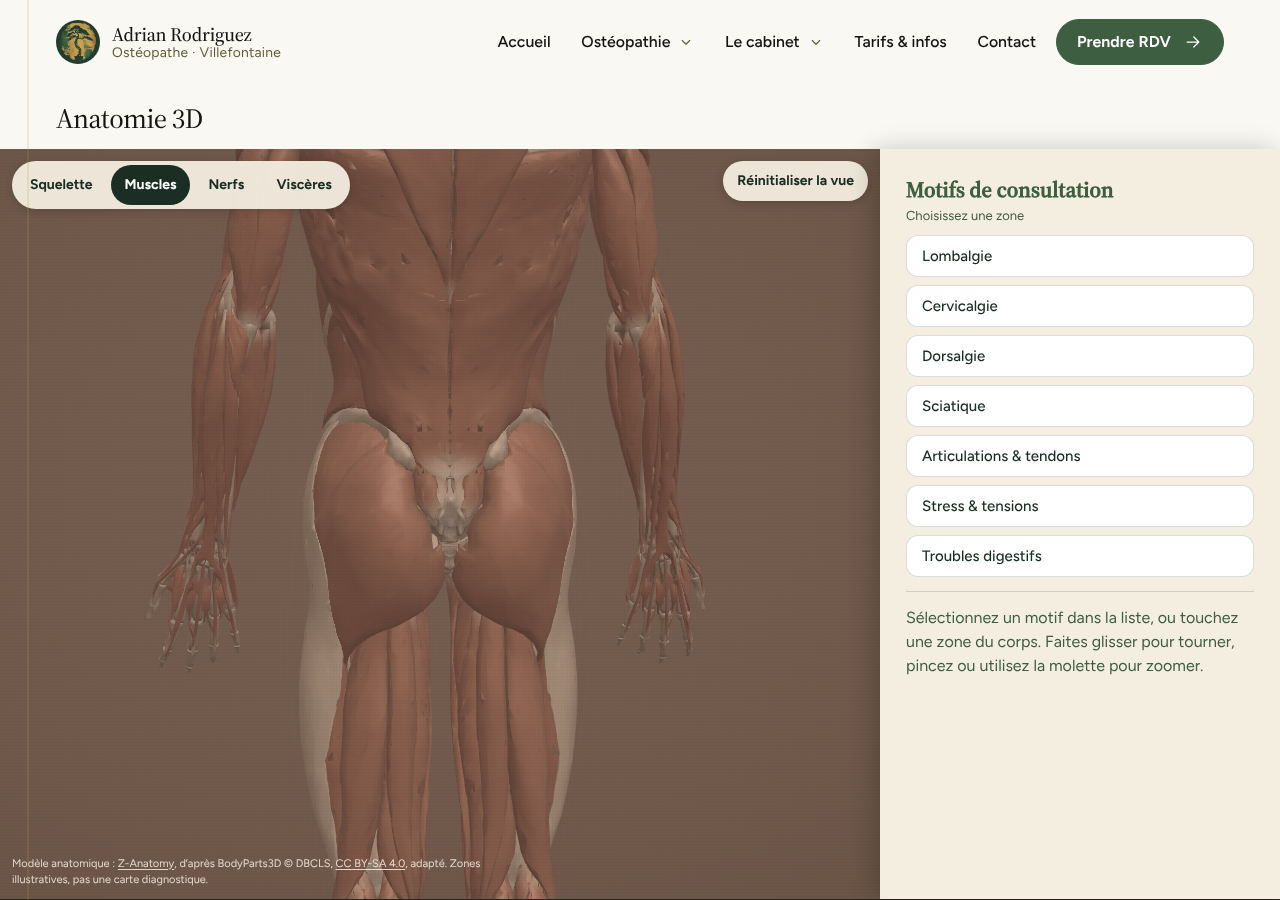 Adrian Rodriguez
Ostéopathe · Villefontaine
Accueil
Ostéopathie
Le cabinet
Tarifs & infos
Contact
Prendre RDV
Anatomie 3D
Squelette
Muscles
Nerfs
Viscères
Réinitialiser la vue
Motifs de consultation
Choisissez une zone
Lombalgie
Cervicalgie
Dorsalgie
Sciatique
Articulations & tendons
Stress & tensions
Troubles digestifs
Sélectionnez un motif dans la liste, ou touchez
une zone du corps. Faites glisser pour tourner,
pincez ou utilisez la molette pour zoomer.
Modèle anatomique : Z-Anatomy, d'après BodyParts3D © DBCLS, CC BY-SA 4.0, adapté. Zones
illustratives, pas une carte diagnostique.